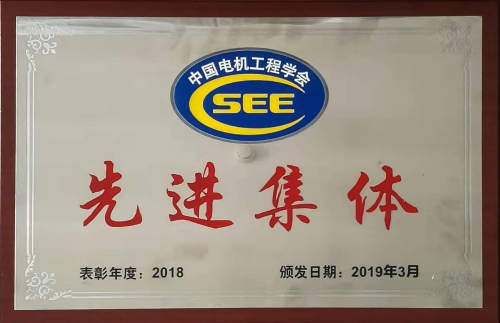 中国电机工程学会
CSEE
先进集体
表彰年度：2018
颁发日期：2019年3月